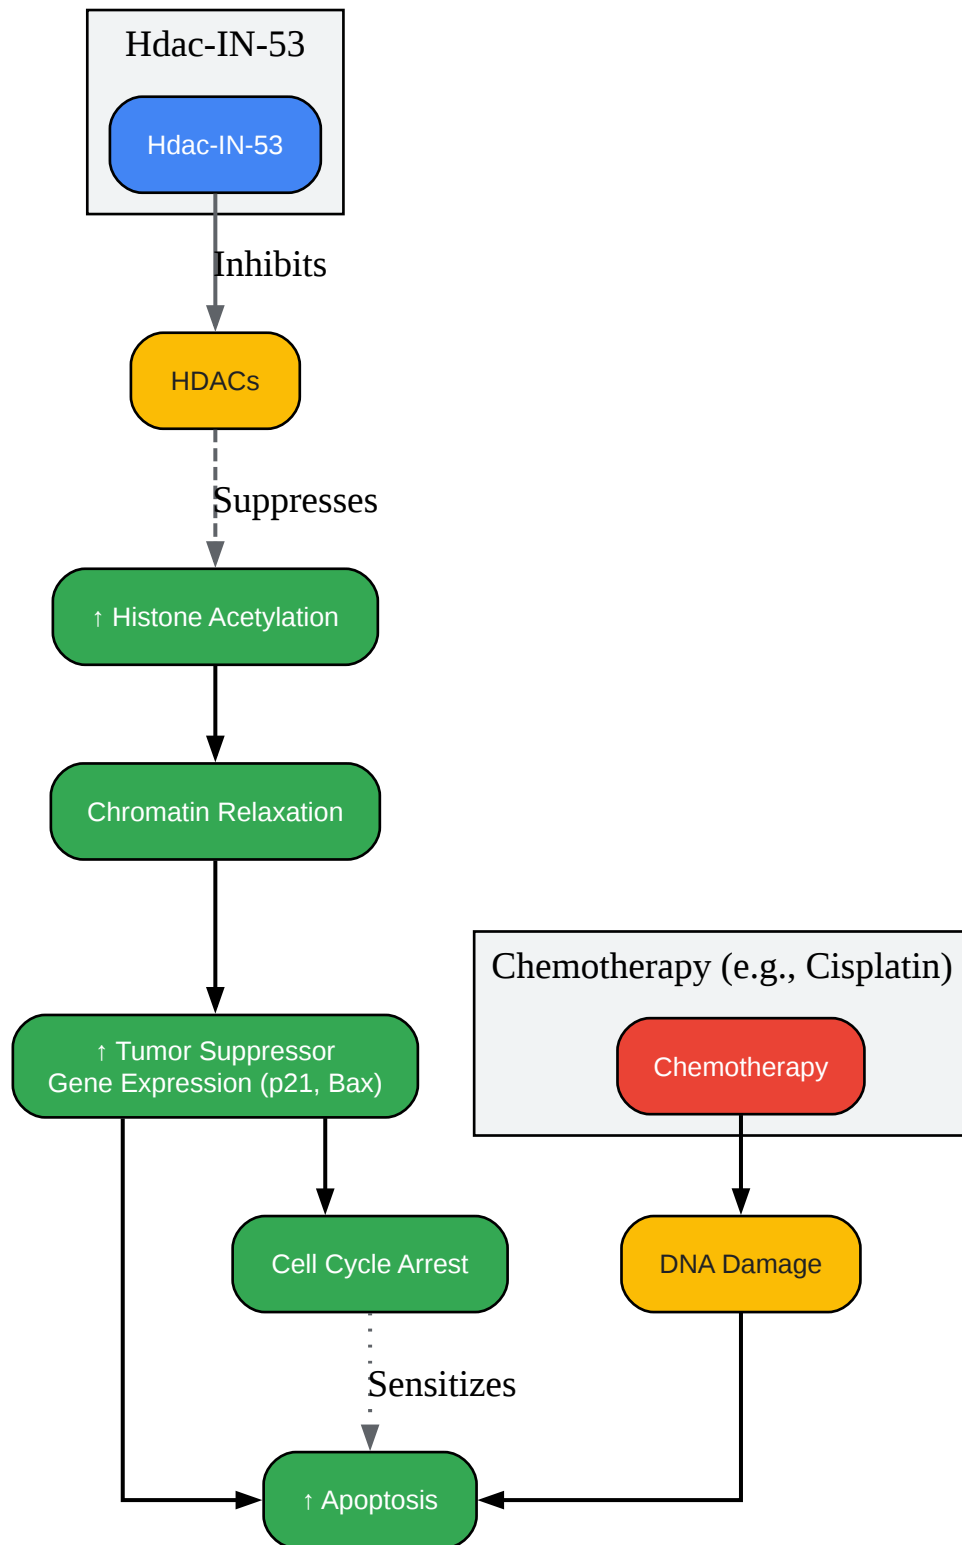 Hdac-IN-53
Hdac-IN-53
Inhibits
HDACs
Suppresses
↑ Histone Acetylation
Chromatin Relaxation
Chemotherapy (e.g., Cisplatin)
↑ Tumor Suppressor
Gene Expression (p21, Bax)
Chemotherapy
Cell Cycle Arrest
DNA Damage
Sensitizes
↑ Apoptosis